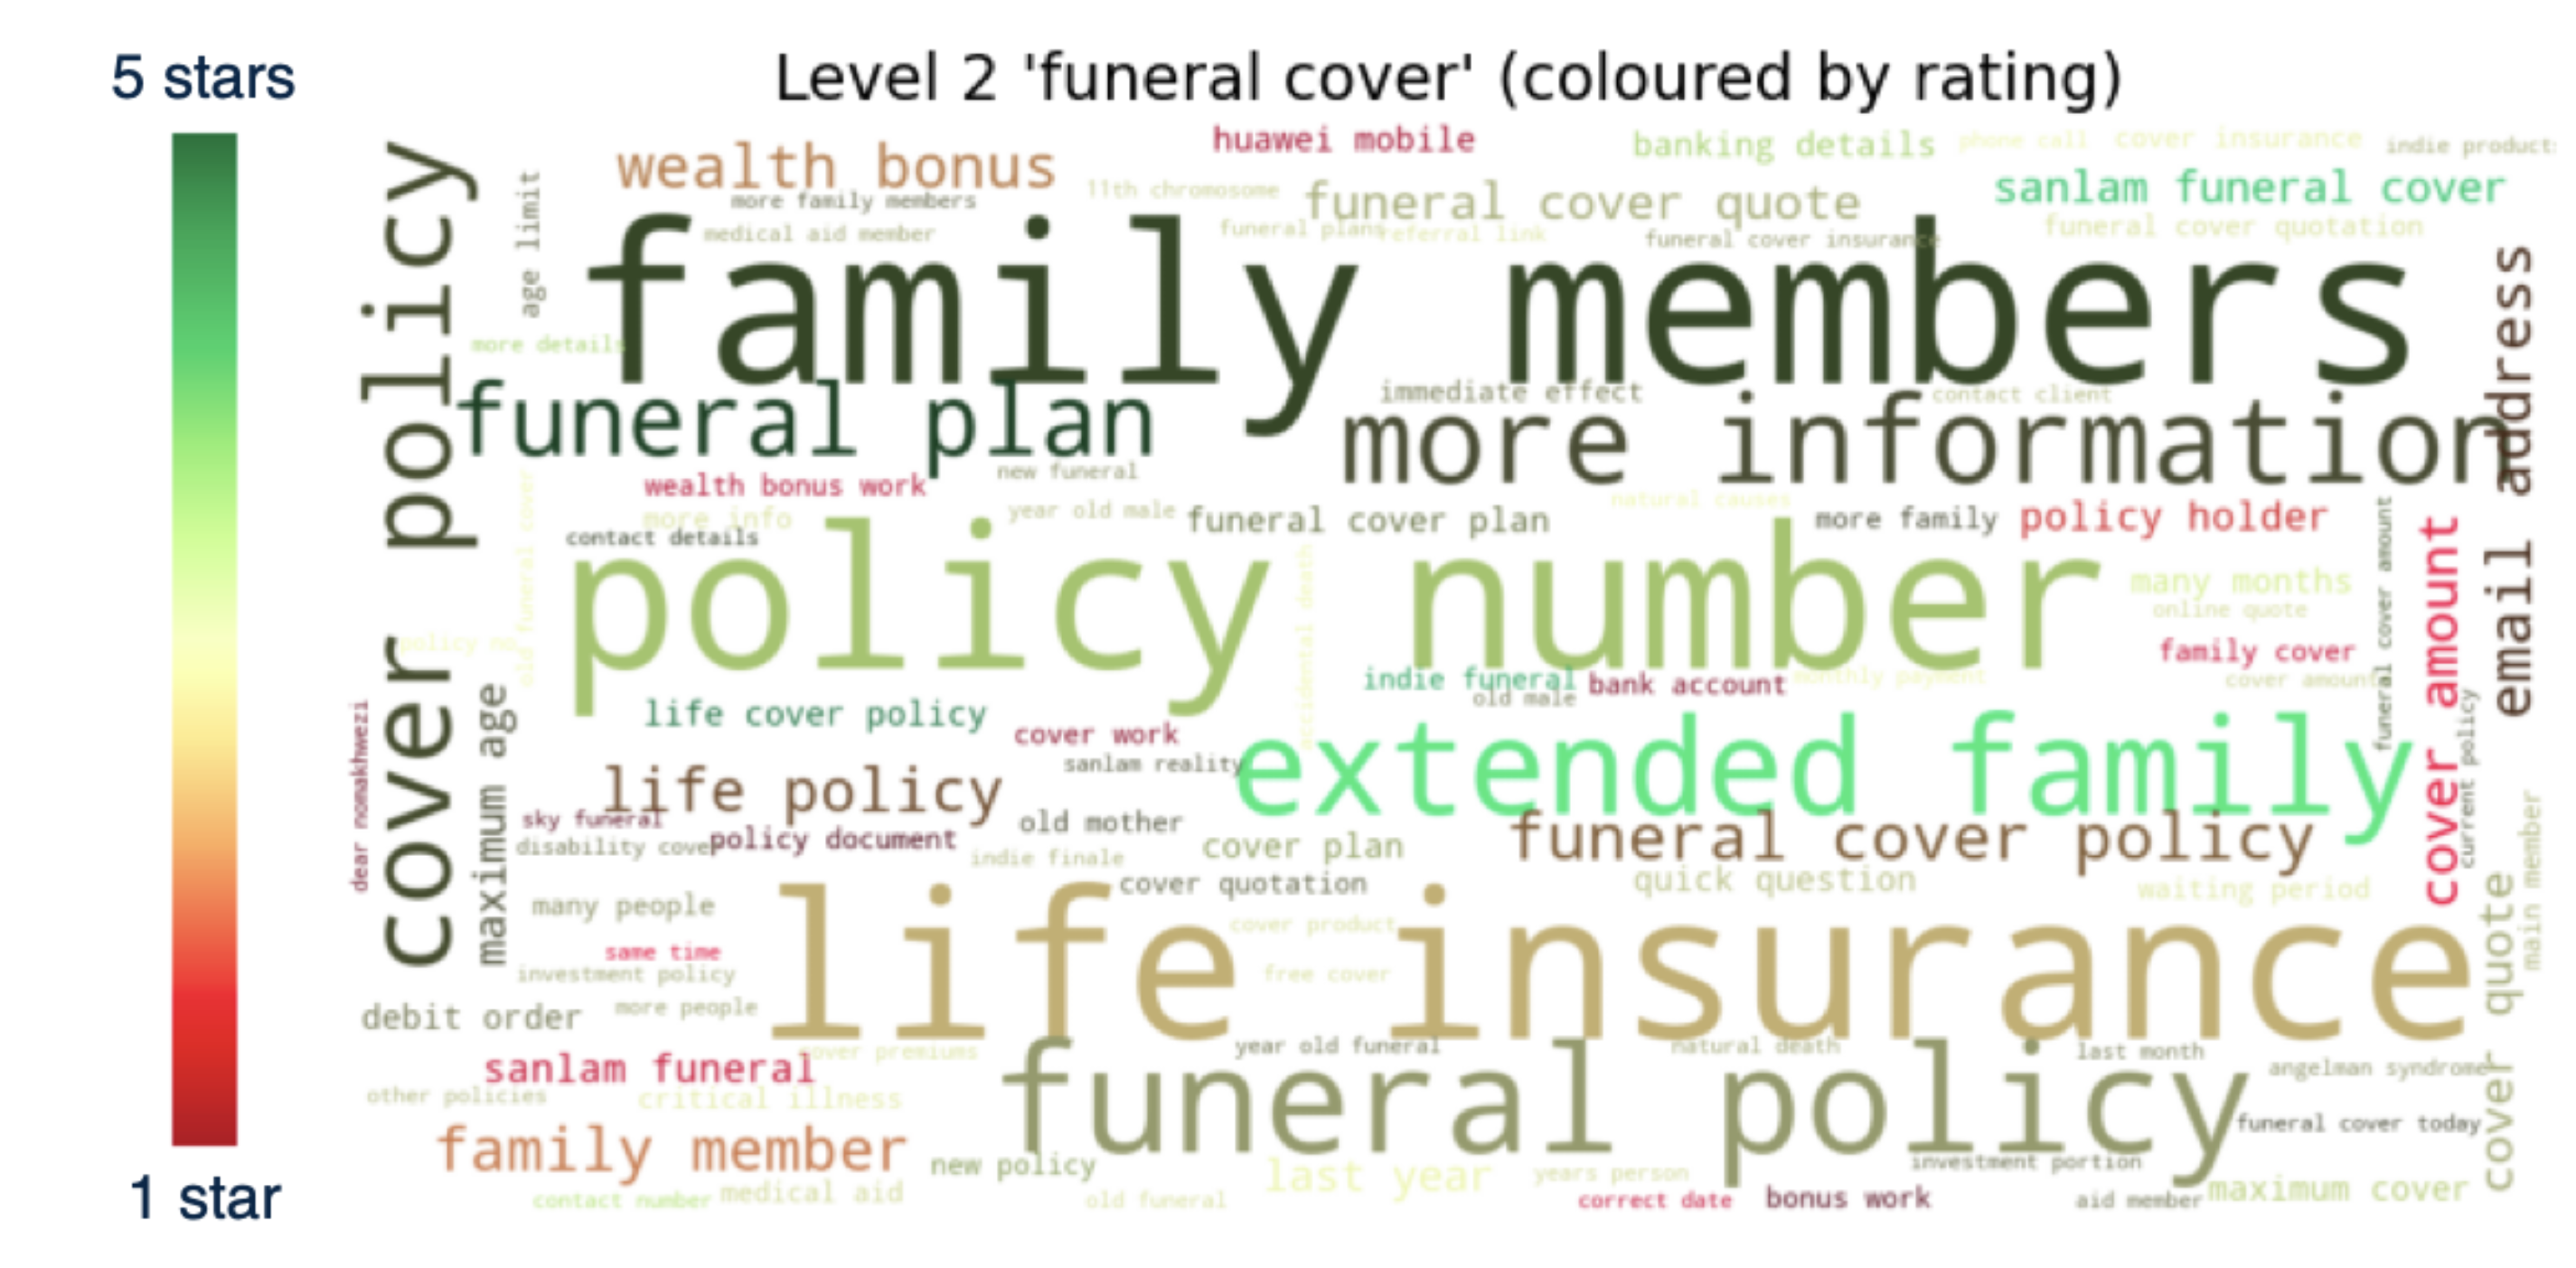 5 stars
1 star
Level 2 'funeral cover' (coloured by rating)
huawei mobile
banking details
phone call
cover insurance
indie product
wealth bonus
more family members
11th chromosome
funeral cover quote
sanlam funeral cover
medical aid member
funeral plans
referral link
funeral cover insurance
funeral cover quotation
age limit
cover policy
family members
more details
email address
immediate effect
contact client
funeral plan
more information
new funeral
wealth bonus work
year old male
natural causes
more info
funeral cover plan
more family
policy holder
contact details
old funeral cover
accidental death
funeral cover amount
cover amount
policy number
many months
online quote
policy no
family cover
indie funeral
old male
bank account
monthly payment
cover amount
life cover policy
maximum age
dear nomakhwezi
cover work
extended family
current policy
sanlam reality
life policy
sky funeral
old mother
funeral cover policy
policy document
disability cove
indie finale
cover plan
cover quotation
quick question
waiting period
main member
many people
life insurance
cover product
cover quote
same time
investment policy
free cover
debit order
more people
year old funeral
natural death
last month
cover premiums
sanlam funeral
angelman syndrome
other policies
critical illness
funeral policy
funeral cover today
family member
new policy
last year
years person
investment portion
contact number
medical aid
old funeral
correct date
bonus work
aid member
maximum cover